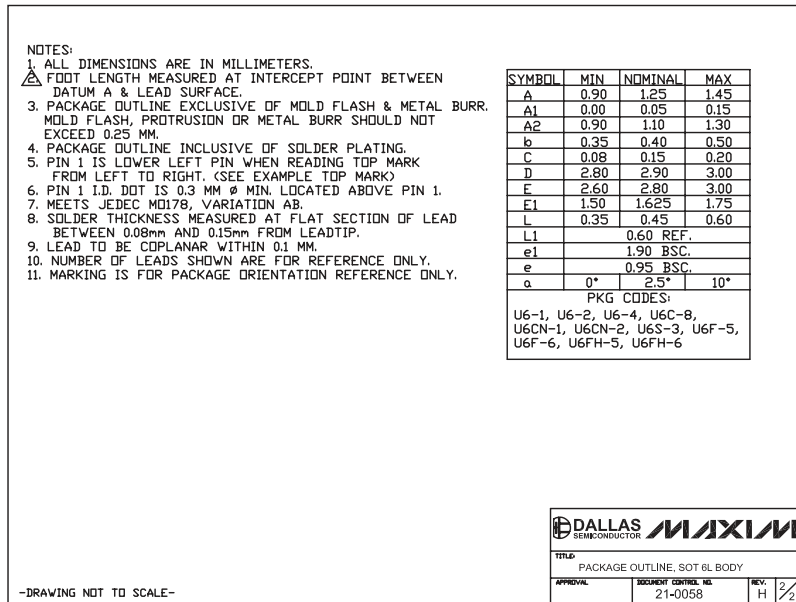 NOTES:
1. ALL DIMENSIONS ARE IN MILLIMETERS.
2. FOOT LENGTH MEASURED AT INTERCEPT POINT BETWEEN
DATUM A & LEAD SURFACE.
3. PACKAGE OUTLINE EXCLUSIVE OF MOLD FLASH & METAL BURR.
MOLD FLASH, PROTRUSION OR METAL BURR SHOULD NOT
EXCEED 0.25 MM.
4. PACKAGE OUTLINE INCLUSIVE OF SOLDER PLATING.
5. PIN 1 IS LOWER LEFT PIN WHEN READING TOP MARK
FROM LEFT TO RIGHT. (SEE EXAMPLE TOP MARK)
6. PIN 1 I.D. DOT IS 0.3 MM ø MIN. LOCATED ABOVE PIN 1.
7. MEETS JEDEC MO178, VARIATION AB.
8. SOLDER THICKNESS MEASURED AT FLAT SECTION OF LEAD
BETWEEN 0.08mm AND 0.15mm FROM LEADTIP.
9. LEAD TO BE COPLANAR WITHIN 0.1 MM.
10. NUMBER OF LEADS SHOWN ARE FOR REFERENCE ONLY.
11. MARKING IS FOR PACKAGE ORIENTATION REFERENCE ONLY.
SYMBOL MIN NOMINAL MAX
A 0.90 1.25 1.45
A1 0.00 0.05 0.15
A2 0.90 1.10 1.30
b 0.35 0.40 0.50
C 0.08 0.15 0.20
D 2.80 2.90 3.00
E 2.60 2.80 3.00
E1 1.50 1.625 1.75
L 0.35 0.45 0.60
L1 0.60 REF.
e1 1.90 BSC.
e 0.95 BSC.
α 0° 2.5° 10°
PKG CODES:
U6-1, U6-2, U6-4, U6C-8,
U6CN-1, U6CN-2, U6S-3, U6F-5,
U6F-6, U6FH-5, U6FH-6
-DRAWING NOT TO SCALE-
DALLAS SEMICONDUCTOR MAXIM
TITLE:
PACKAGE OUTLINE, SOT 6L BODY
APPROVAL DOCUMENT CONTROL NO. REV.
21-0058 H 2/2